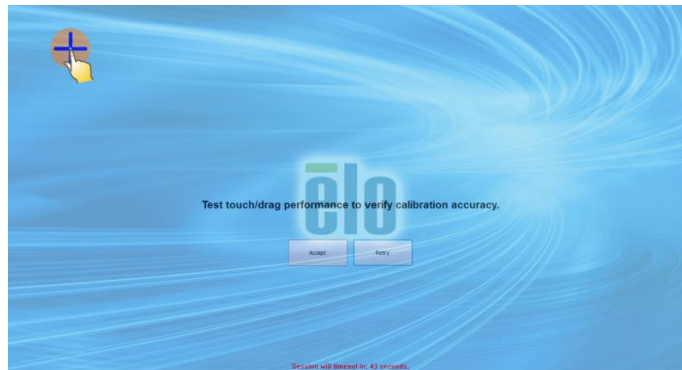 elo
Test touch/drag performance to verify calibration accuracy.
Accept
Retry
Session will timeout in: 43 seconds.